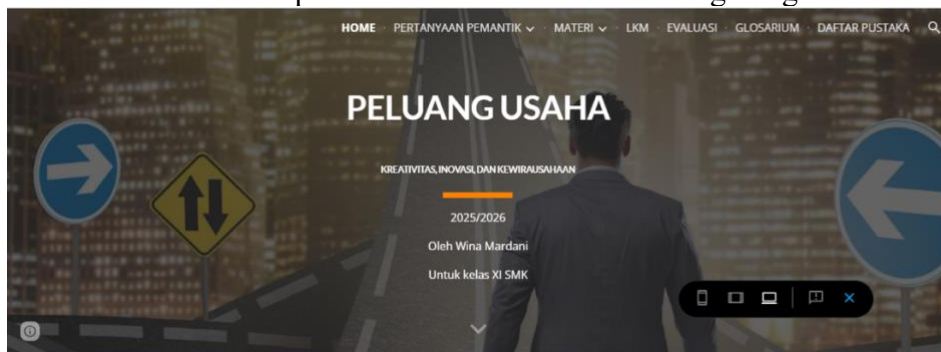 HOME PERTANYAAN PEMANTIK MATERI LKM EVALUASI GLOSARIUM DAFTAR PUSTAKA
PELUANG USAHA
KREATIVITAS, INOVASI, DAN KEWIRAUSAHAAN
2025/2026
Oleh Wina Mardani
Untuk kelas XI SMK